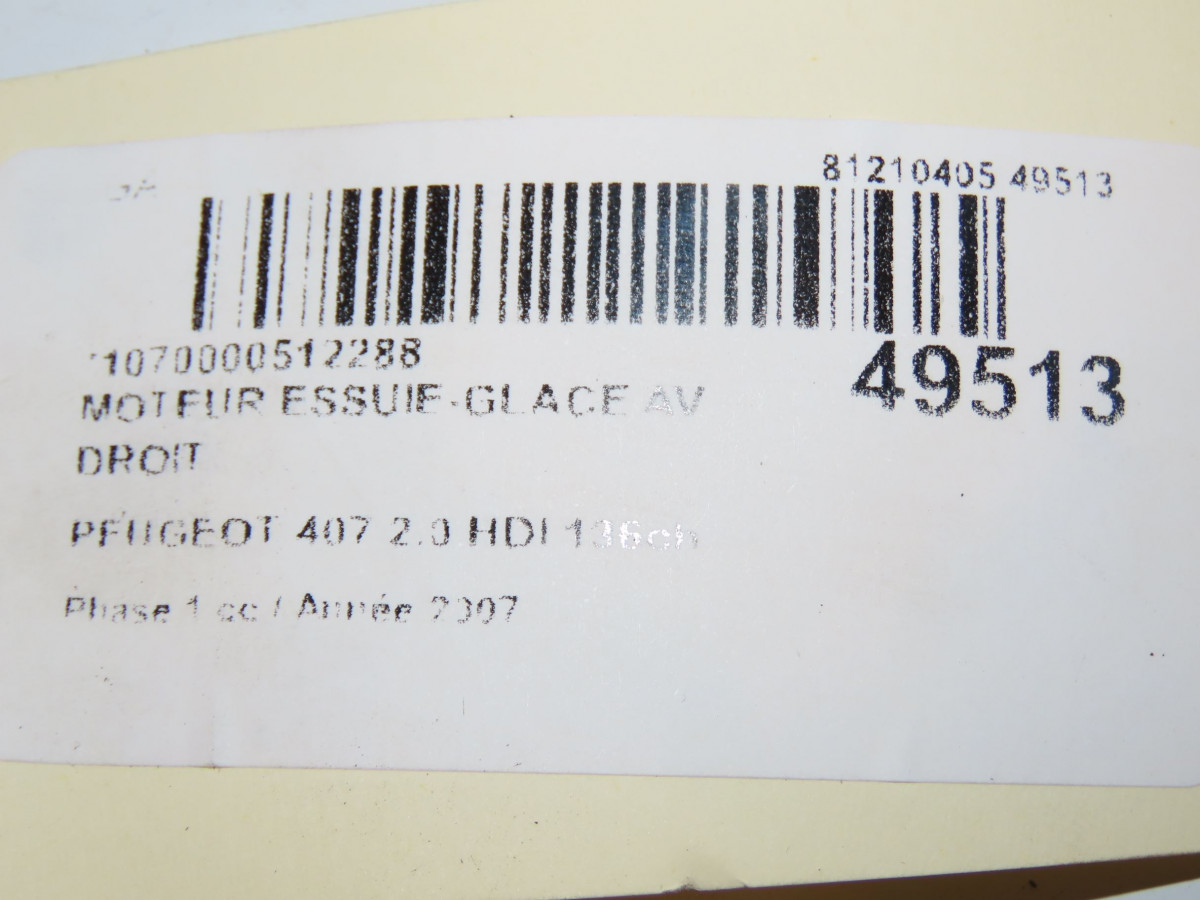 81210405 49513
11070000512288
49513
MOTEUR ESSUIE-GLACE AV
DROIT
PEUGEOT 407 2.0 HDI 136ch
Phase 1 cc / Année 2007